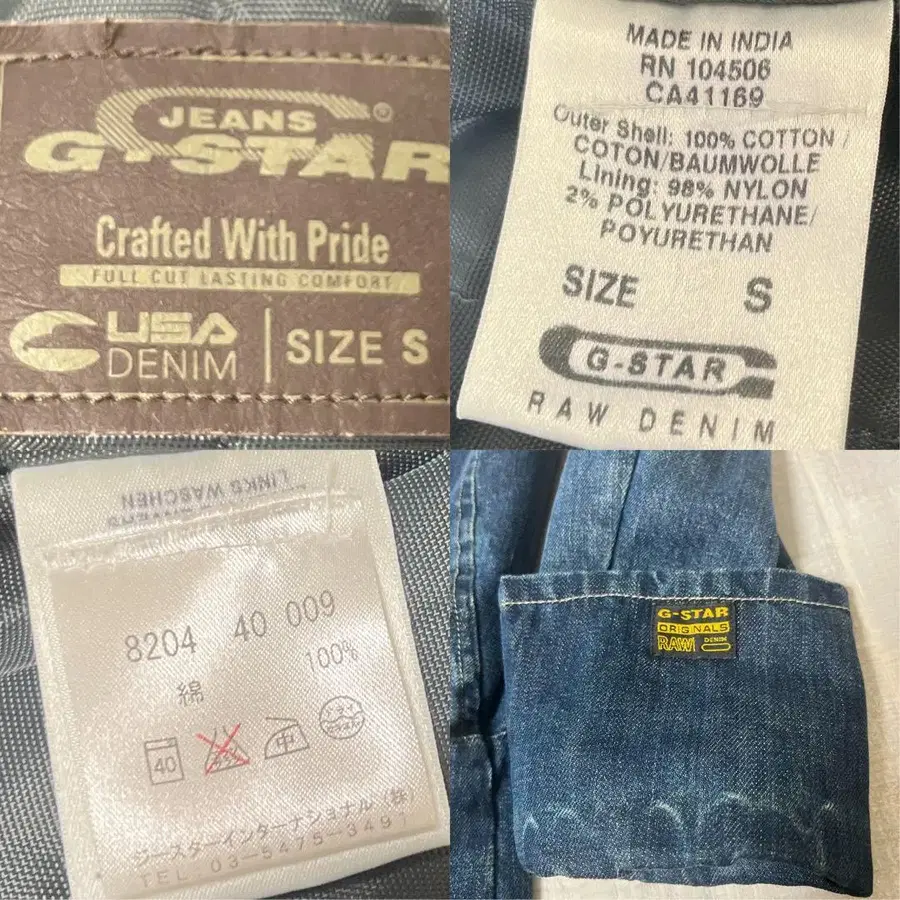 JEANS ®
G-STAR
Crafted With Pride
FULL CUT LASTING COMFORT
USA
DENIM
SIZE S
MADE IN INDIA
RN 104506
CA41169
Outer Shell: 100% COTTON /
COTON/BAUMWOLLE
Lining: 98% NYLON
2% POLYURETHANE/
POYURETHAN
SIZE S
G-STAR
RAW DENIM
LINKS WASCHEN
8204 40 009
綿 100%
40
中
ジースターインターナショナル(株)
TEL:03-5475-3491
G-STAR
ORIGINALS
RAW DENIM